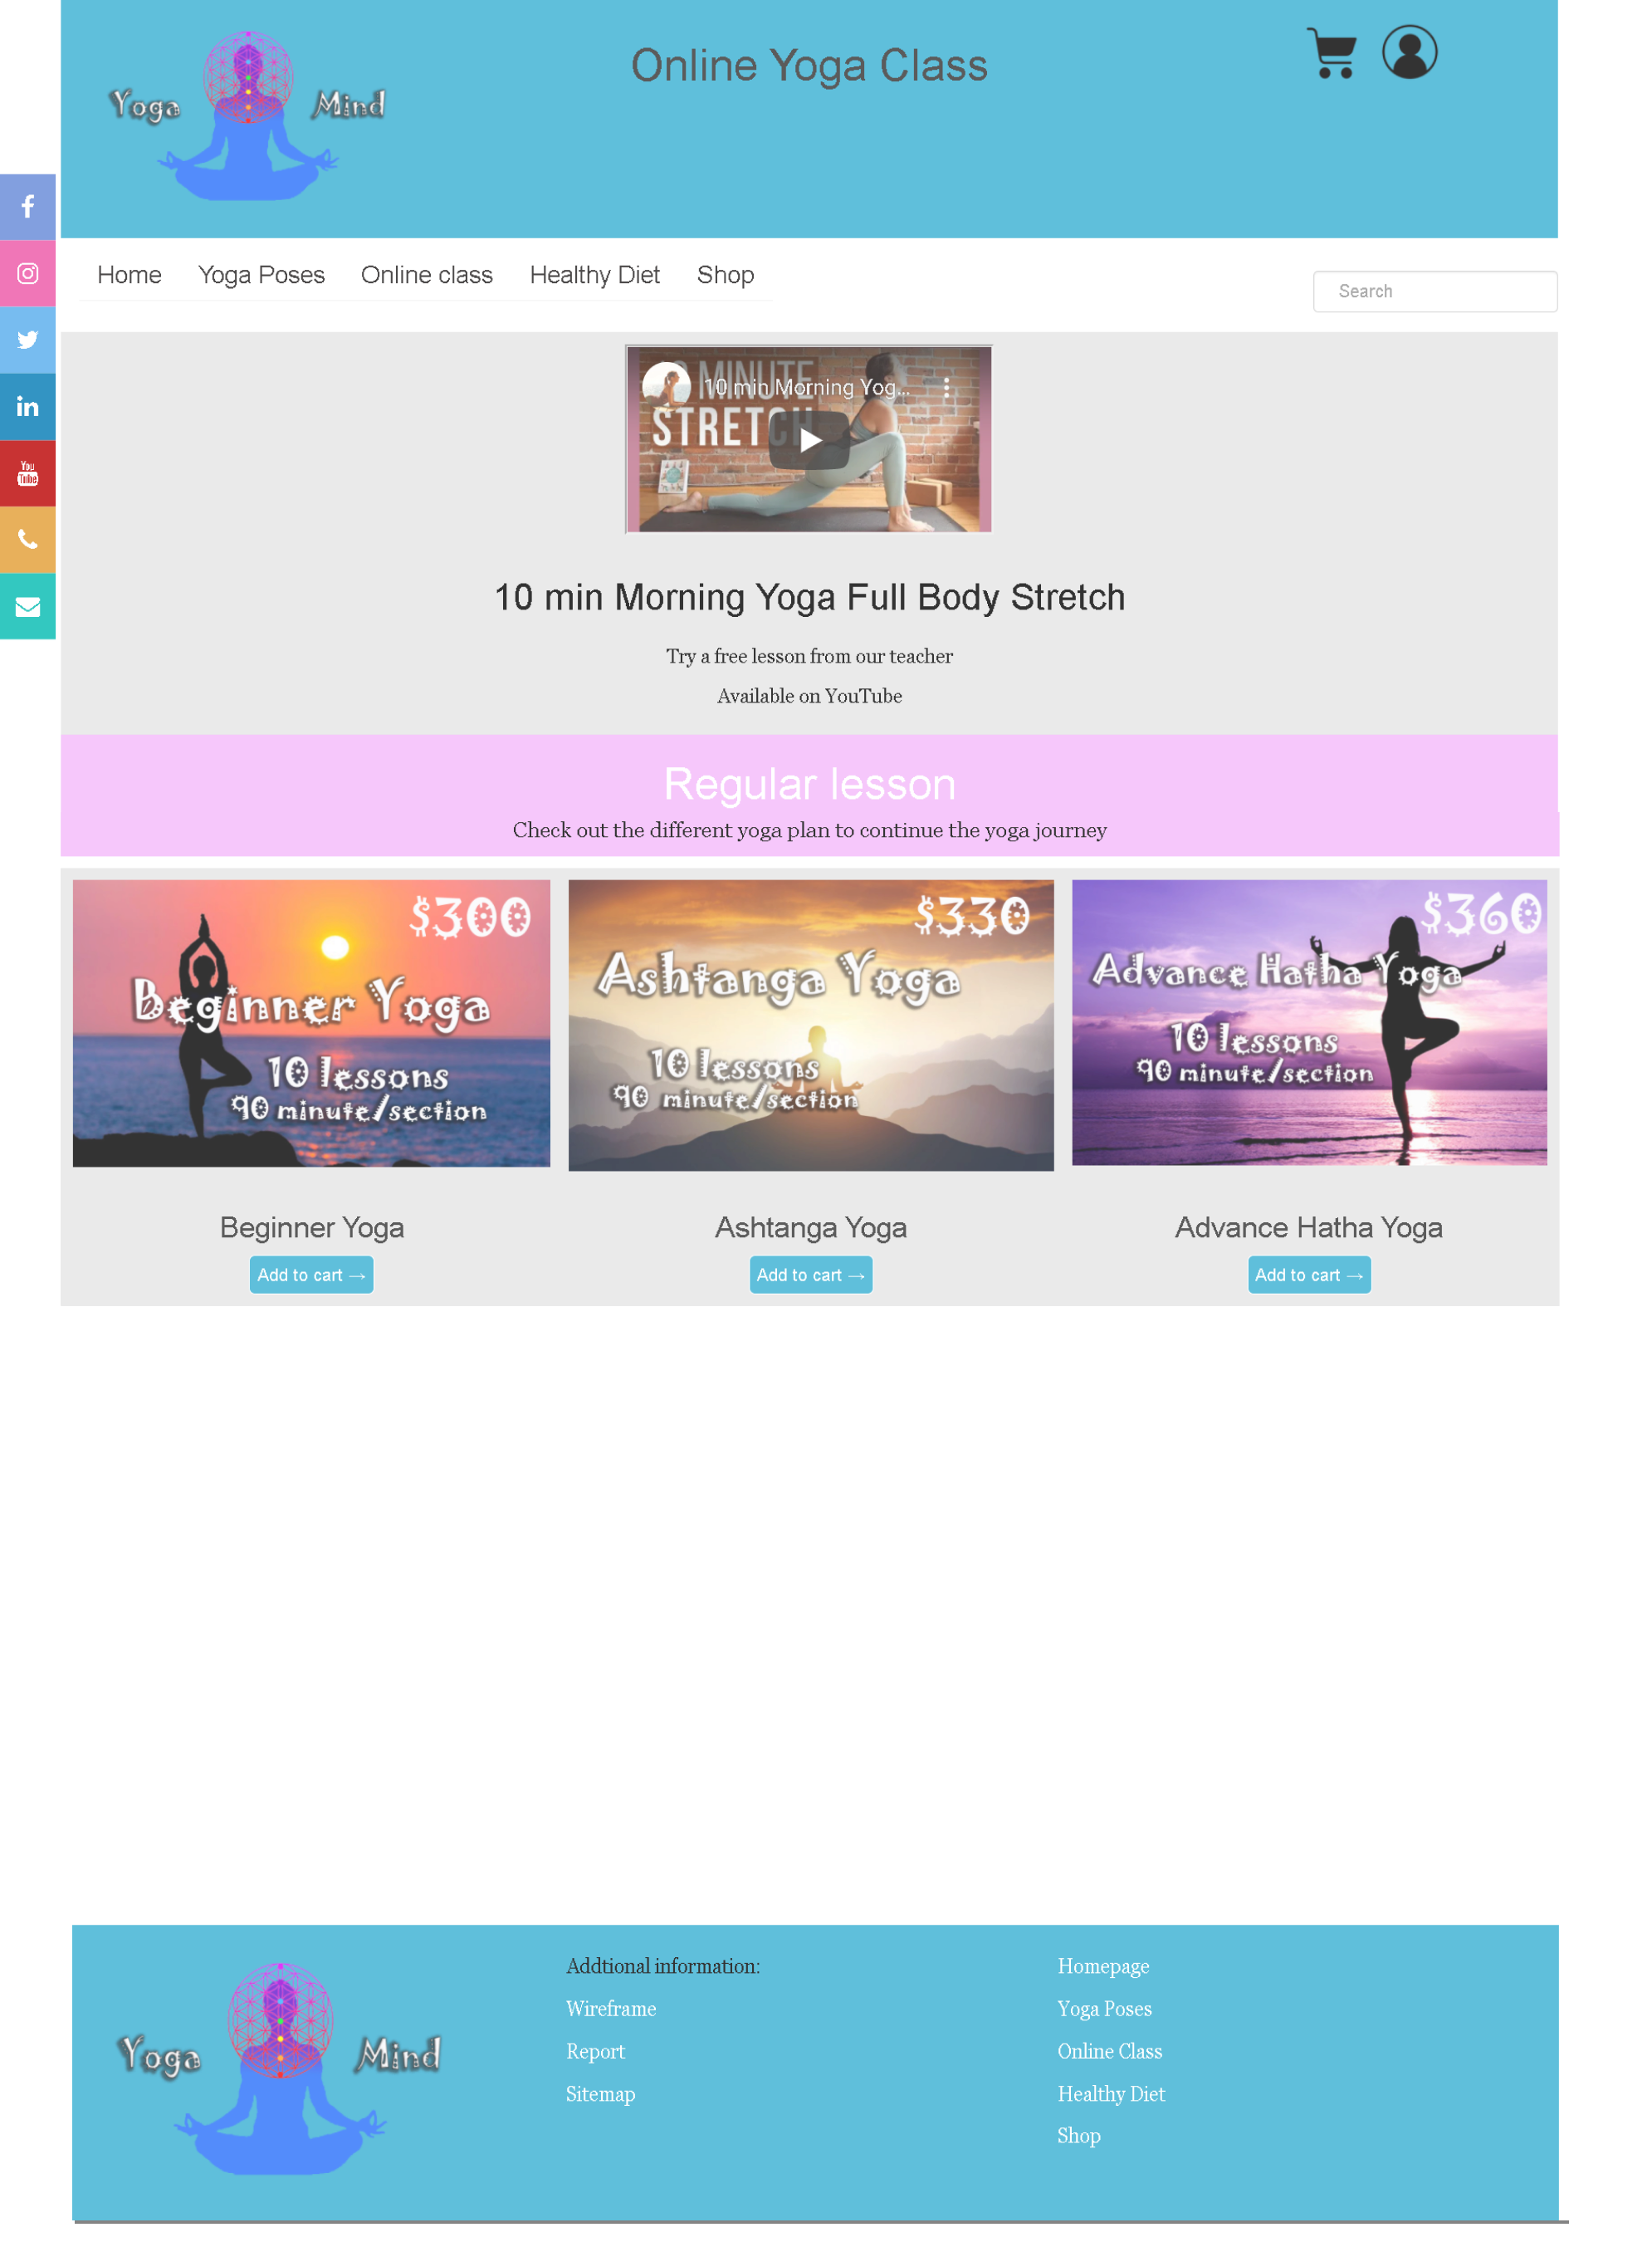 Yoga Mind
Online Yoga Class
Home Yoga Poses Online class Healthy Diet Shop
Search
MINUTE
10 min Morning Yog...
STRETCH
You
Tube
10 min Morning Yoga Full Body Stretch
Try a free lesson from our teacher
Available on YouTube
Regular lesson
Check out the different yoga plan to continue the yoga journey
$300
Beginner Yoga
10 lessons
90 minute/section
$330
Ashtanga Yoga
10 lessons
90 minute/section
$360
Advance Hatha Yoga
10 lessons
90 minute/section
Beginner Yoga
Add to cart →
Ashtanga Yoga
Add to cart →
Advance Hatha Yoga
Add to cart →
Yoga Mind
Addtional information:
Wireframe
Report
Sitemap
Homepage
Yoga Poses
Online Class
Healthy Diet
Shop